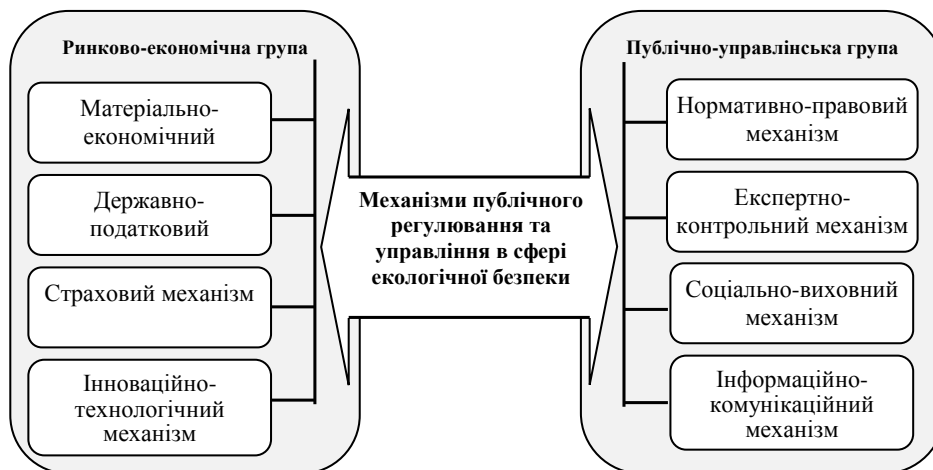 Ринково-економічна група
Матеріально-
економічний
Державно-
податковий
Страховий механізм
Інноваційно-
технологічний
механізм
Механізми публічного
регулювання та
управління в сфері
екологічної безпеки
Публічно-управлінська група
Нормативно-правовий
механізм
Експертно-
контрольний механізм
Соціально-виховний
механізм
Інформаційно-
комунікаційний
механізм